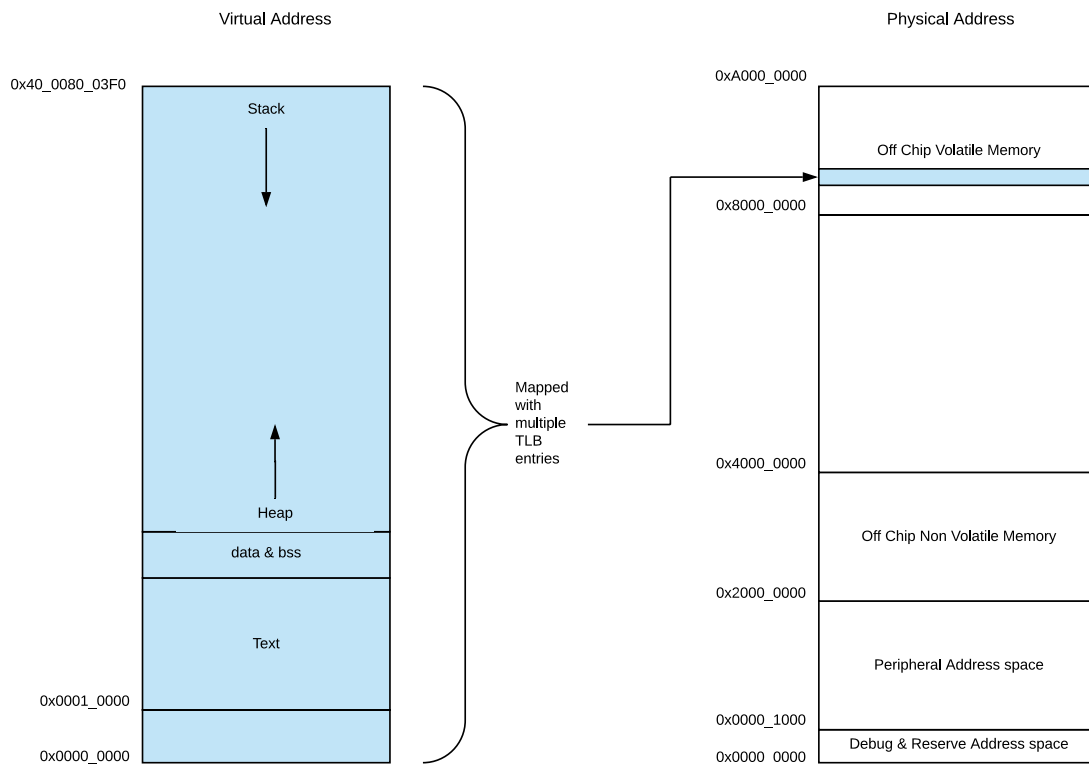 Virtual Address
Physical Address
0x40_0080_03F0
0xA000_0000
Stack
Off Chip Volatile Memory
0x8000_0000
Mapped
with
multiple
TLB
entries
0x4000_0000
Heap
data & bss
Off Chip Non Volatile Memory
0x2000_0000
Text
Peripheral Address space
0x0001_0000
0x0000_1000
Debug & Reserve Address space
0x0000_0000
0x0000_0000